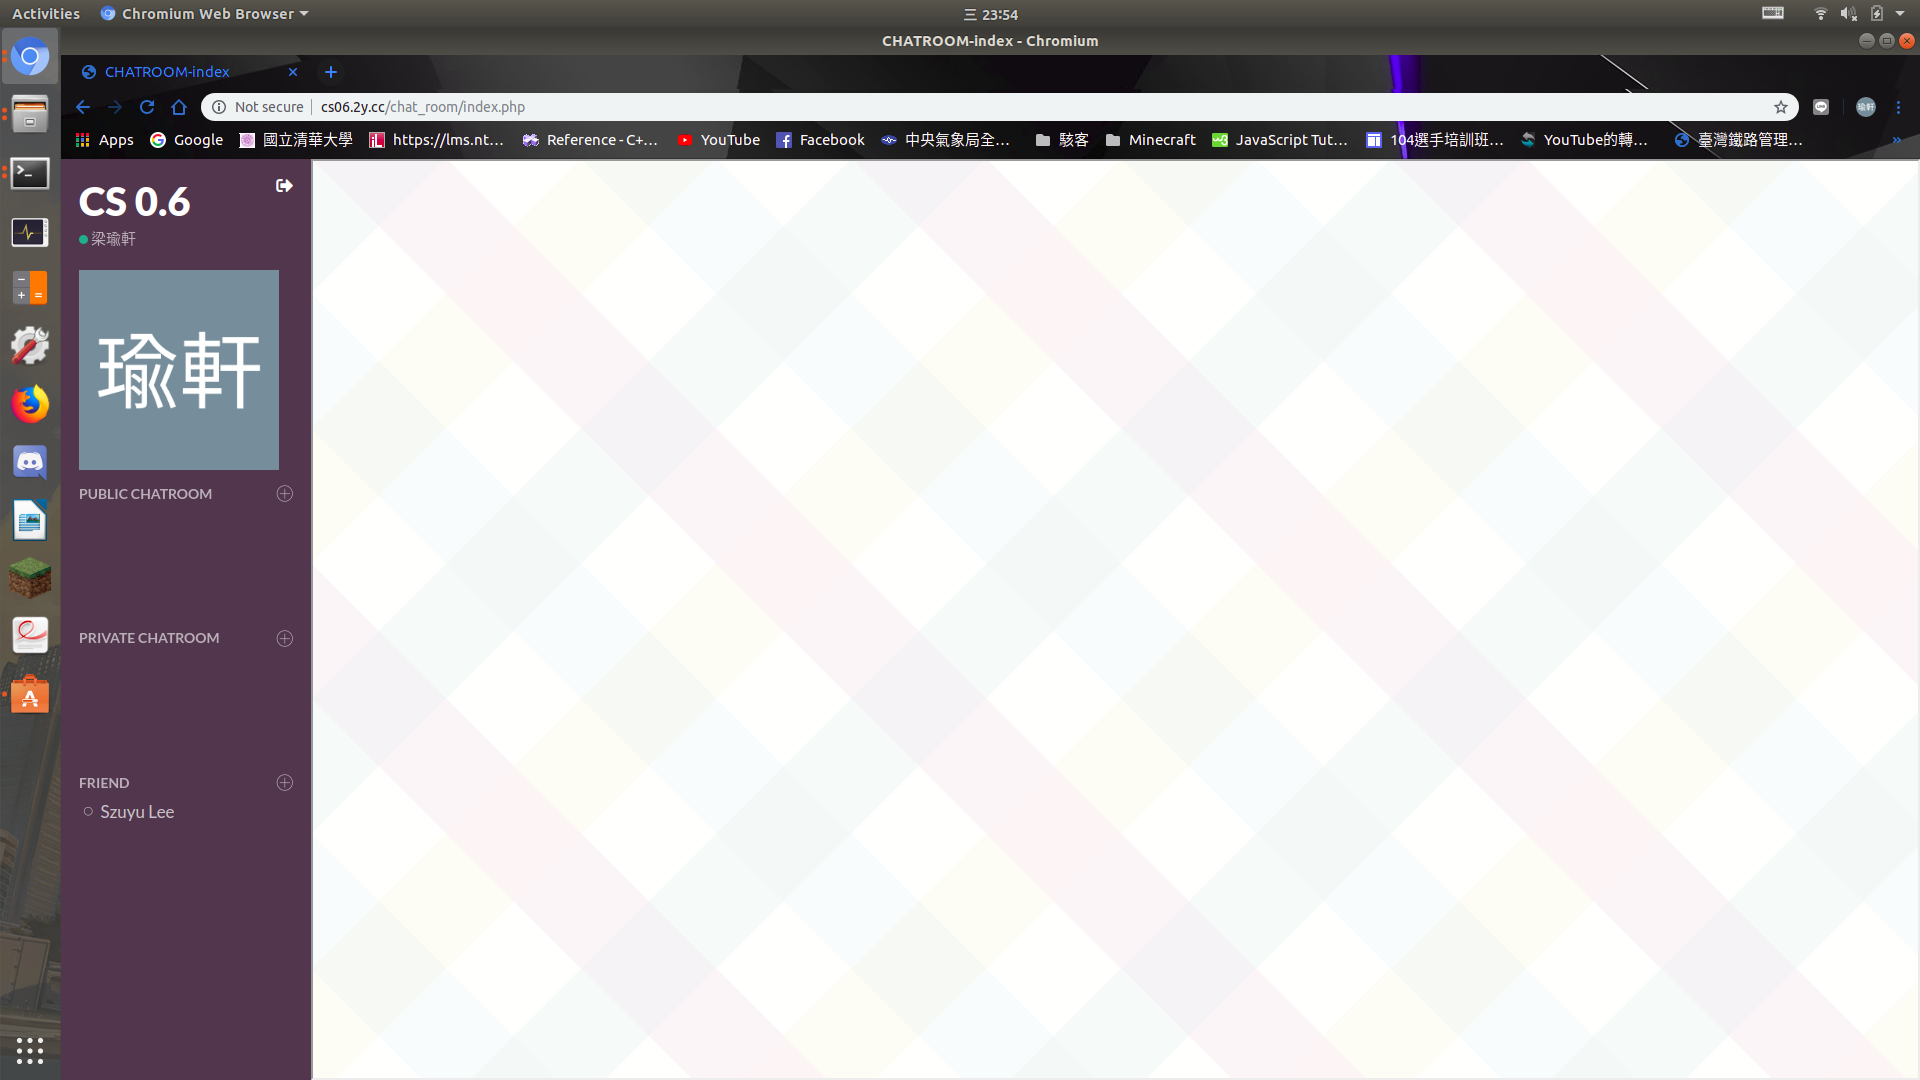 Activities
Chromium Web Browser
三 23:54
CHATROOM-index - Chromium
CHATROOM-index
Not secure
cs06.2y.cc/chat_room/index.php
瑜軒
Apps
Google
國立清華大學
https://lms.nt...
Reference - C+...
YouTube
Facebook
中央氣象局全...
駭客
Minecraft
JavaScript Tut...
104選手培訓班...
YouTube的轉...
臺灣鐵路管理...
»
CS 0.6
梁瑜軒
瑜軒
PUBLIC CHATROOM
PRIVATE CHATROOM
FRIEND
Szuyu Lee